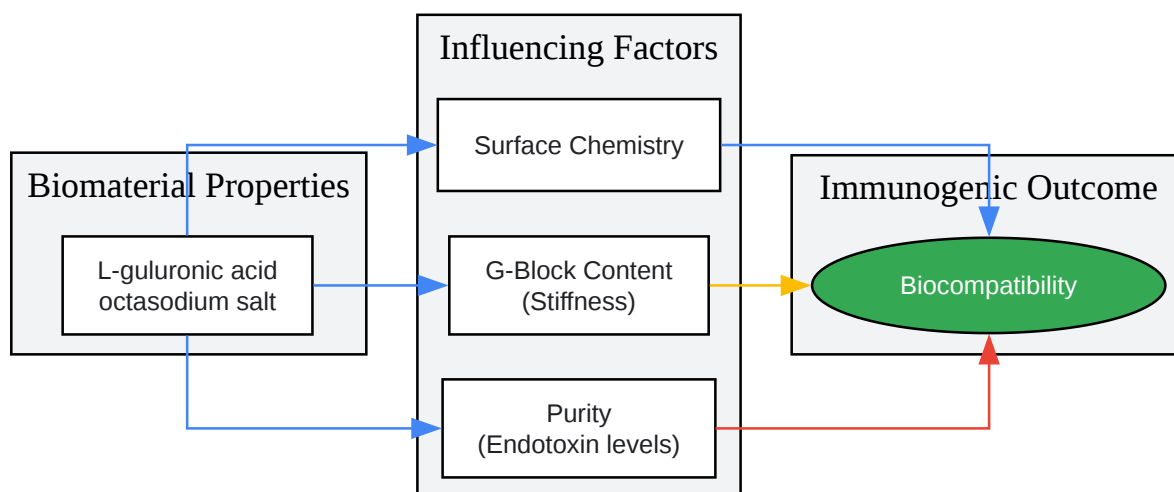 Influencing Factors
Surface Chemistry
Biomaterial Properties
Immunogenic Outcome
L-guluronic acid
octasodium salt
G-Block Content
(Stiffness)
Biocompatibility
Purity
(Endotoxin levels)